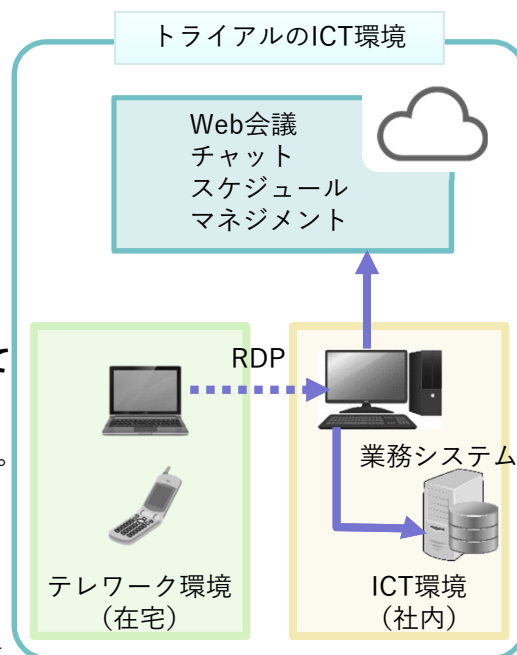 トライアルのICT環境
Web会議
チャット
スケジュール
マネジメント
て
RDP
。
業務システム
テレワーク環境
（在宅）
ICT環境
（社内）